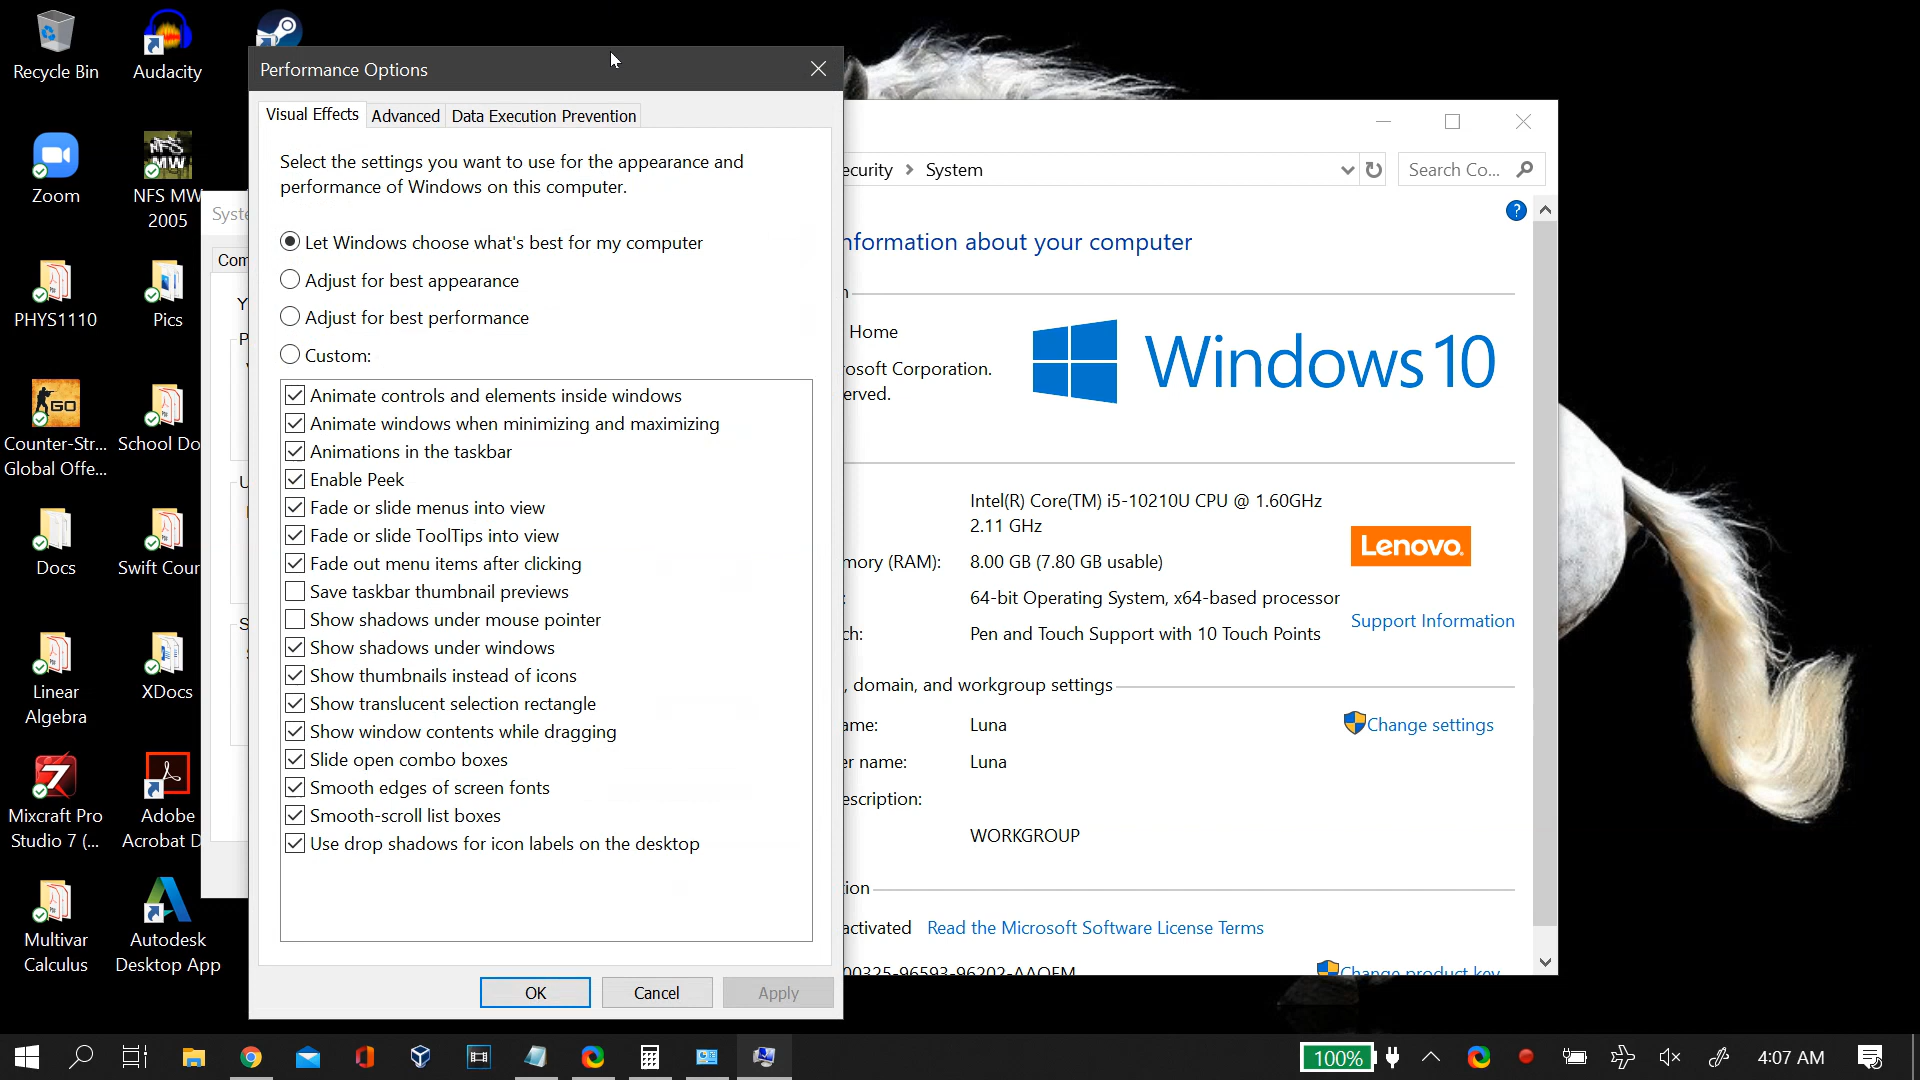 Recycle Bin
Audacity
Zoom
NFS MW
2005
PHYS1110
Pics
GO
Counter-Str...
Global Offe...
School Do
Docs
Swift Cour
Linear
Algebra
XDocs
Mixcraft Pro
Studio 7 (...
Adobe
Acrobat D
Multivar
Calculus
Autodesk
Desktop App
Syste
Com
Performance Options
Visual Effects
Advanced
Data Execution Prevention
Select the settings you want to use for the appearance and
performance of Windows on this computer.
Let Windows choose what's best for my computer
Adjust for best appearance
Adjust for best performance
Custom:
Animate controls and elements inside windows
Animate windows when minimizing and maximizing
Animations in the taskbar
Enable Peek
Fade or slide menus into view
Fade or slide ToolTips into view
Fade out menu items after clicking
Save taskbar thumbnail previews
Show shadows under mouse pointer
Show shadows under windows
Show thumbnails instead of icons
Show translucent selection rectangle
Show window contents while dragging
Slide open combo boxes
Smooth edges of screen fonts
Smooth-scroll list boxes
Use drop shadows for icon labels on the desktop
OK
Cancel
Apply
ecurity > System
Search Co...
nformation about your computer
Home
osoft Corporation.
erved.
Windows 10
Intel(R) Core(TM) i5-10210U CPU @ 1.60GHz
2.11 GHz
Lenovo.
mory (RAM): 8.00 GB (7.80 GB usable)
64-bit Operating System, x64-based processor
Support Information
ch: Pen and Touch Support with 10 Touch Points
, domain, and workgroup settings
ame: Luna
Change settings
er name: Luna
escription:
WORKGROUP
ion
activated Read the Microsoft Software License Terms
00325-96593-96202-AAOEM
Change product key
100%
4:07 AM